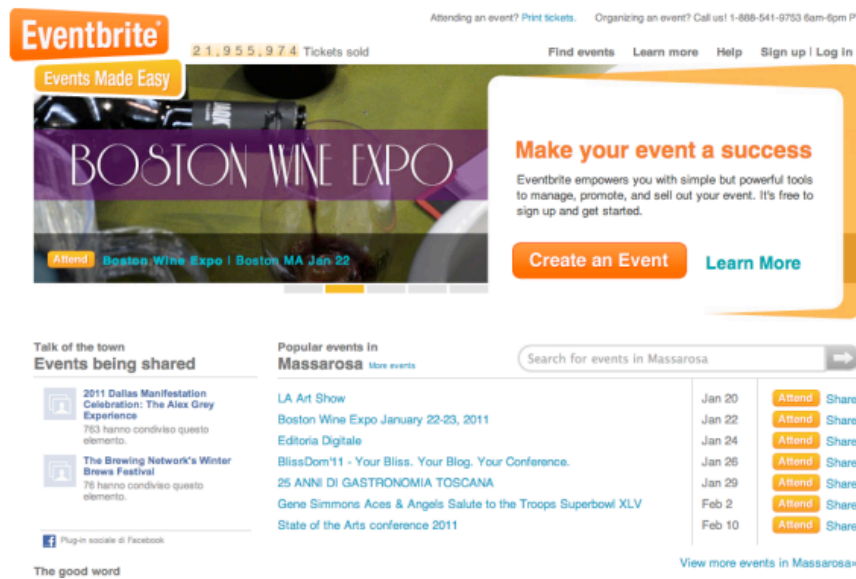 Attending an event? Print tickets. Organizing an event? Call us! 1-888-541-9753 6am-6pm P
Eventbrite
Events Made Easy
21,955,974 Tickets sold
Find events Learn more Help Sign up | Log in
BOSTON WINE EXPO
Attend Boston Wine Expo | Boston MA Jan 22
Make your event a success
Eventbrite empowers you with simple but powerful tools
to manage, promote, and sell out your event. It's free to
sign up and get started.
Create an Event Learn More
Talk of the town
Events being shared
2011 Dallas Manifestation
Celebration: The Alex Grey
Experience
763 hanno condiviso questo
elemento.
The Brewing Network's Winter
Brews Festival
76 hanno condiviso questo
elemento.
Plug-in sociale di Facebook
The good word
Popular events in
Massarosa More events
Search for events in Massarosa
LA Art Show Jan 20 Attend Share
Boston Wine Expo January 22-23, 2011 Jan 22 Attend Share
Editoria Digitale Jan 24 Attend Share
BlissDom'11 - Your Bliss. Your Blog. Your Conference. Jan 26 Attend Share
25 ANNI DI GASTRONOMIA TOSCANA Jan 29 Attend Share
Gene Simmons Aces & Angels Salute to the Troops Superbowl XLV Feb 2 Attend Share
State of the Arts conference 2011 Feb 10 Attend Share
View more events in Massarosa»